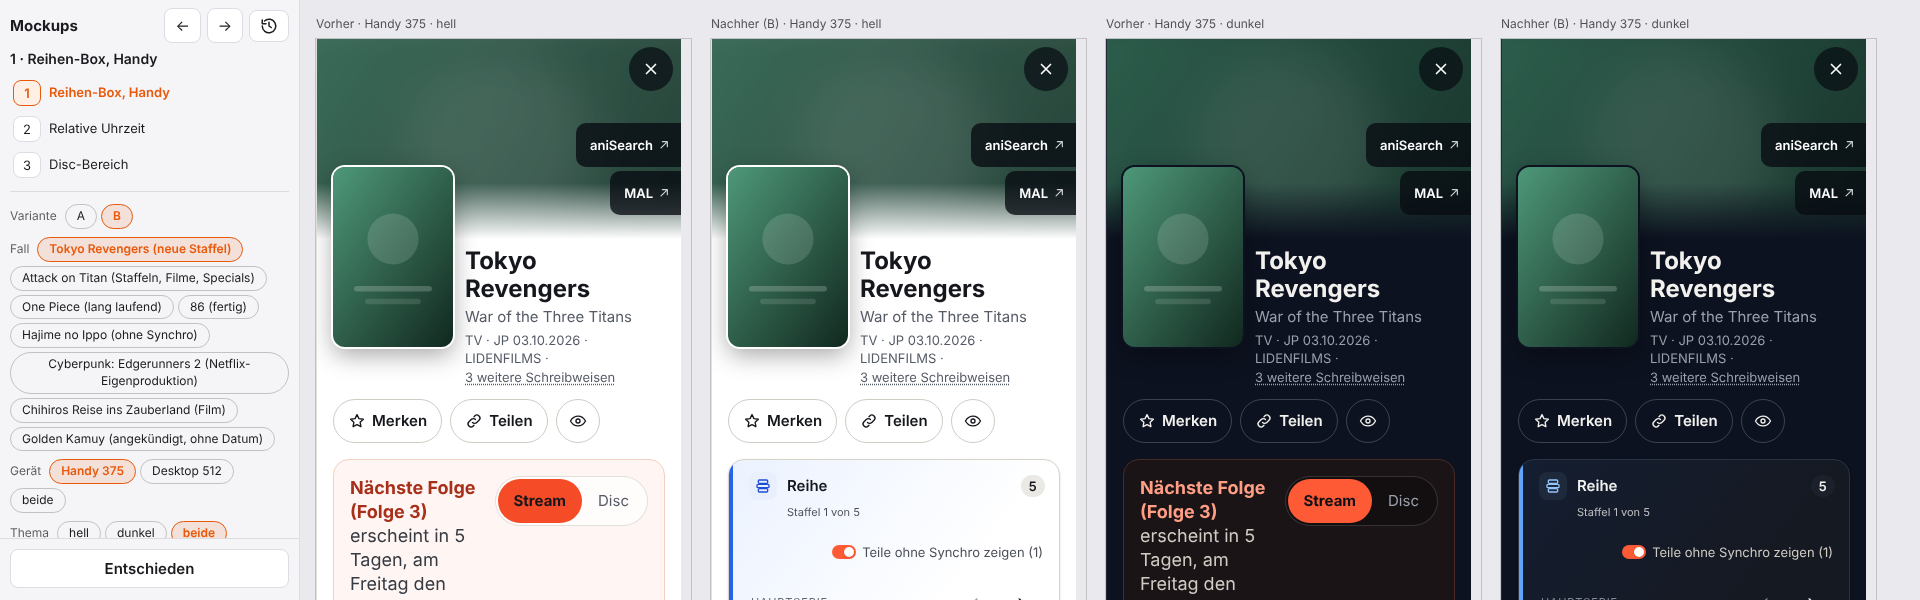 Mockups
1 · Reihen-Box, Handy
1 Reihen-Box, Handy
2 Relative Uhrzeit
3 Disc-Bereich
Variante A B
Fall Tokyo Revengers (neue Staffel)
Attack on Titan (Staffeln, Filme, Specials)
One Piece (lang laufend) 86 (fertig)
Hajime no Ippo (ohne Synchro)
Cyberpunk: Edgerunners 2 (Netflix-
Eigenproduktion)
Chihiros Reise ins Zauberland (Film)
Golden Kamuy (angekündigt, ohne Datum)
Gerät Handy 375 Desktop 512
beide
Thema hell dunkel beide
Entschieden
Vorher · Handy 375 · hell
aniSearch ↗
MAL ↗
Tokyo
Revengers
War of the Three Titans
TV · JP 03.10.2026 ·
LIDENFILMS ·
3 weitere Schreibweisen
Merken Teilen
Nächste Folge
(Folge 3)
erscheint in 5
Tagen, am
Freitag den
Stream Disc
Nachher (B) · Handy 375 · hell
aniSearch ↗
MAL ↗
Tokyo
Revengers
War of the Three Titans
TV · JP 03.10.2026 ·
LIDENFILMS ·
3 weitere Schreibweisen
Merken Teilen
Reihe 5
Staffel 1 von 5
Teile ohne Synchro zeigen (1)
Vorher · Handy 375 · dunkel
aniSearch ↗
MAL ↗
Tokyo
Revengers
War of the Three Titans
TV · JP 03.10.2026 ·
LIDENFILMS ·
3 weitere Schreibweisen
Merken Teilen
Nächste Folge
(Folge 3)
erscheint in 5
Tagen, am
Freitag den
Stream Disc
Nachher (B) · Handy 375 · dunkel
aniSearch ↗
MAL ↗
Tokyo
Revengers
War of the Three Titans
TV · JP 03.10.2026 ·
LIDENFILMS ·
3 weitere Schreibweisen
Merken Teilen
Reihe 5
Staffel 1 von 5
Teile ohne Synchro zeigen (1)